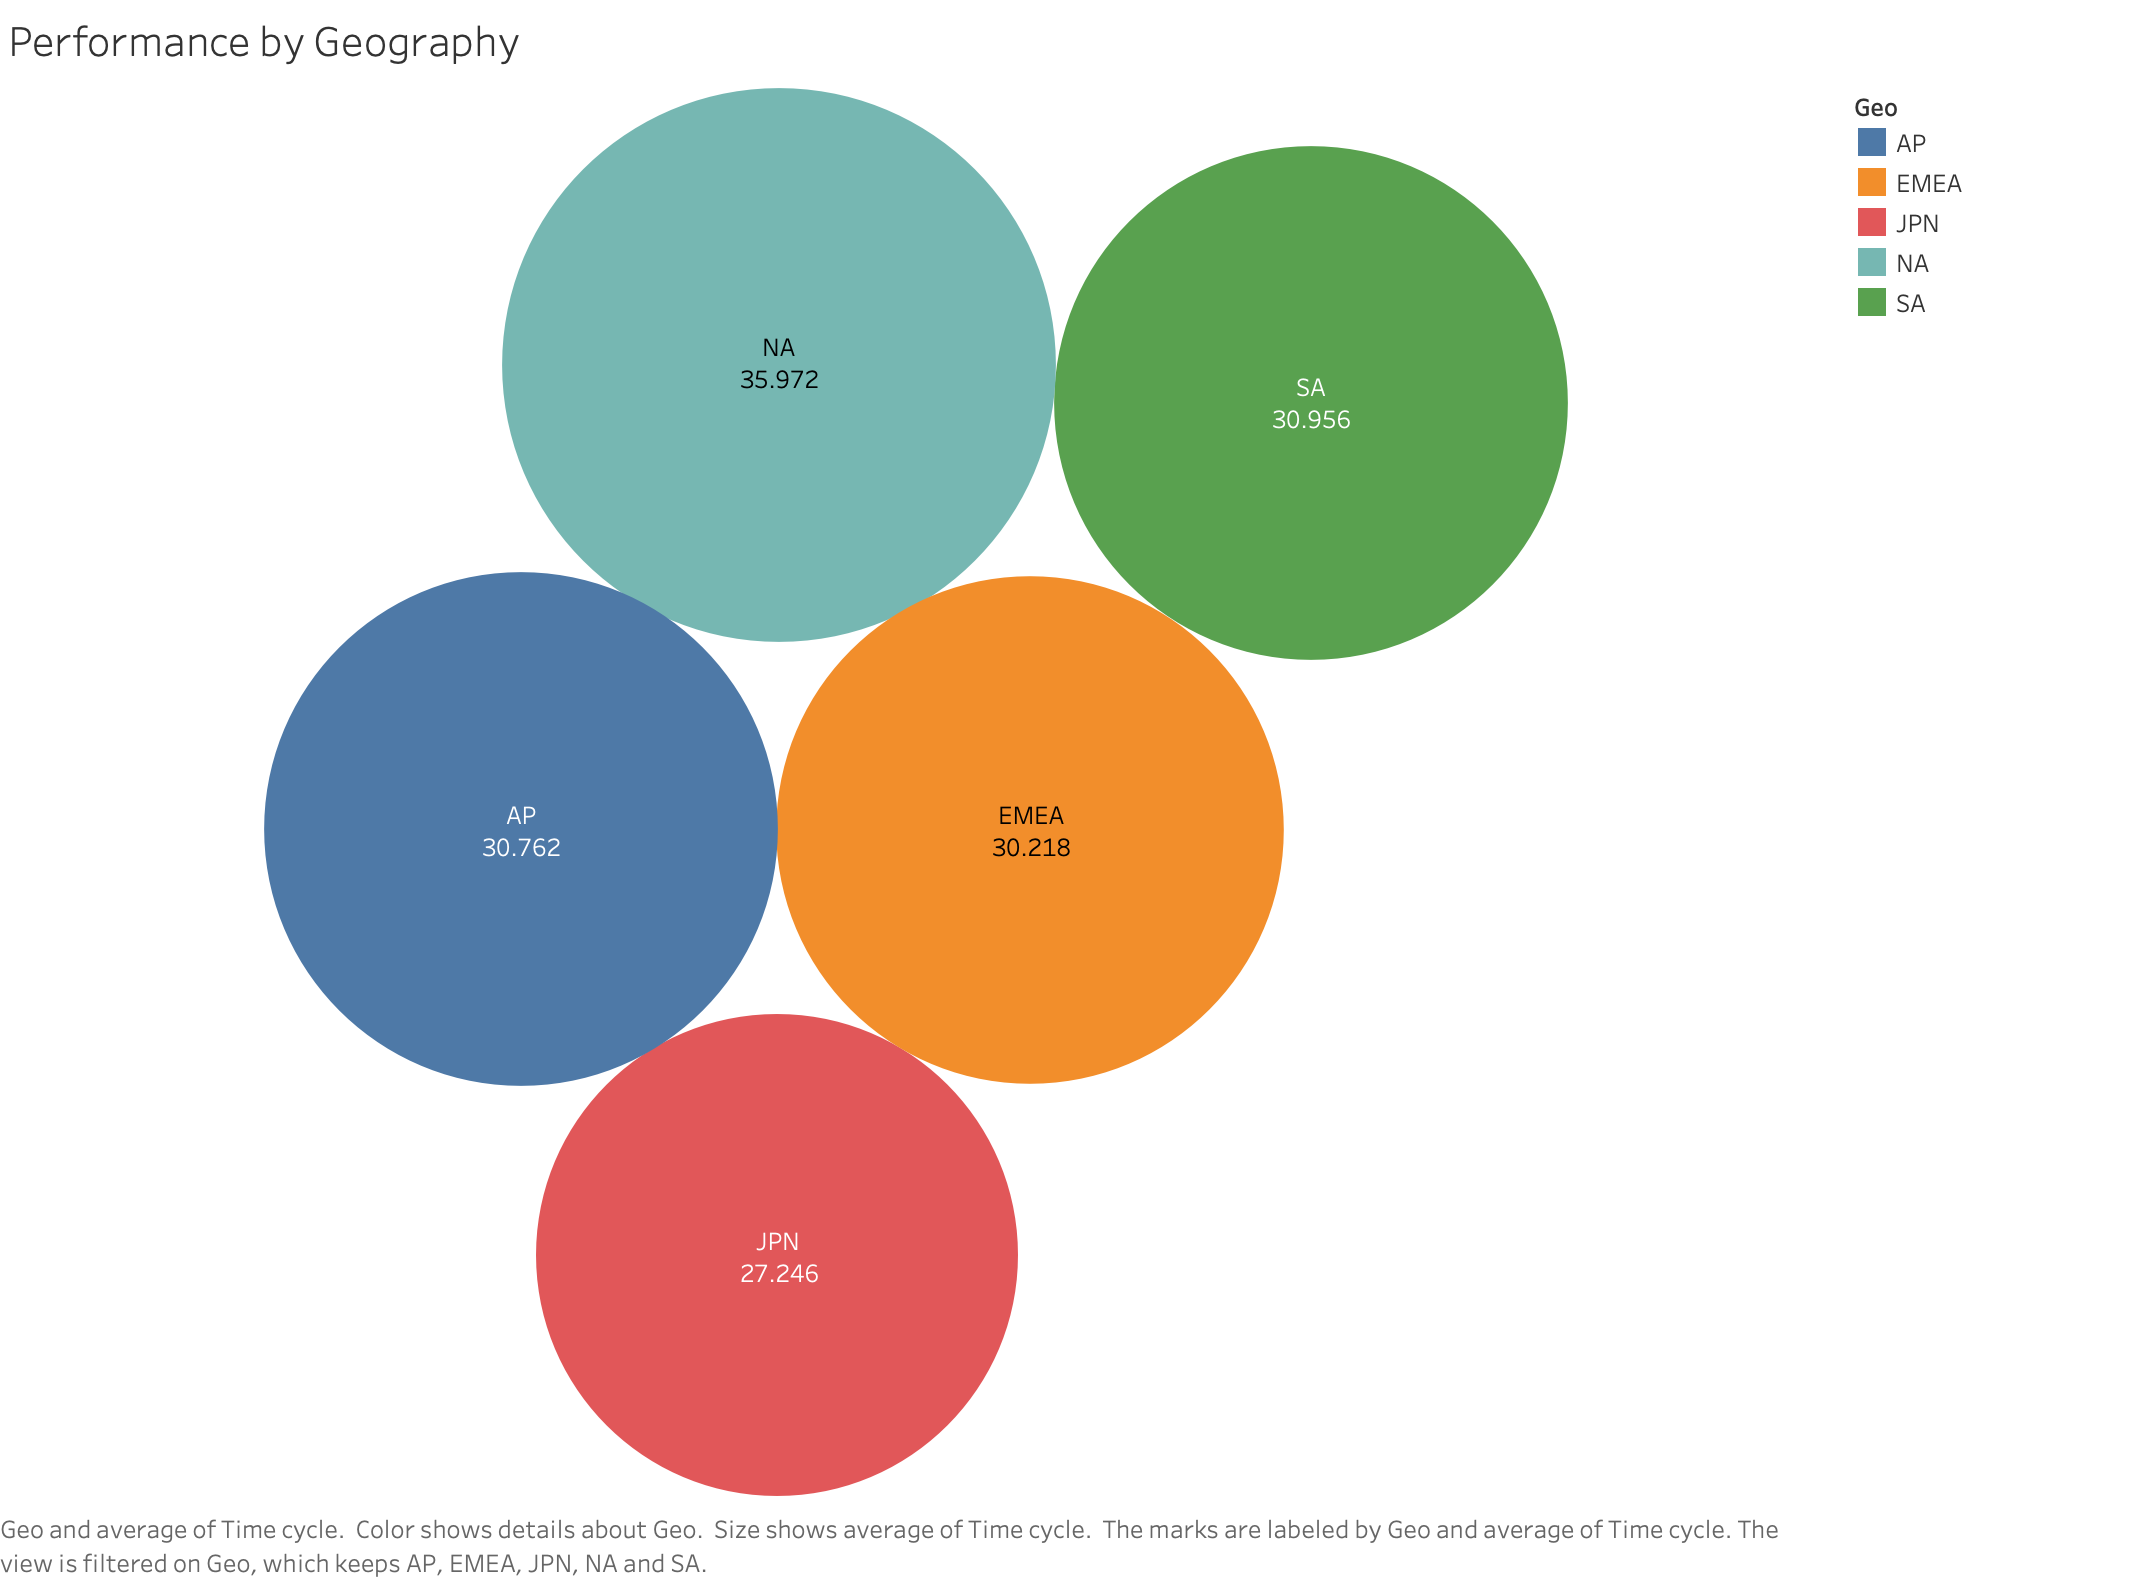 Performance by Geography
Geo
AP
EMEA
JPN
NA
SA
NA
35.972
SA
30.956
AP
30.762
EMEA
30.218
JPN
27.246
Geo and average of Time cycle.  Color shows details about Geo.  Size shows average of Time cycle.  The marks are labeled by Geo and average of Time cycle. The
view is filtered on Geo, which keeps AP, EMEA, JPN, NA and SA.